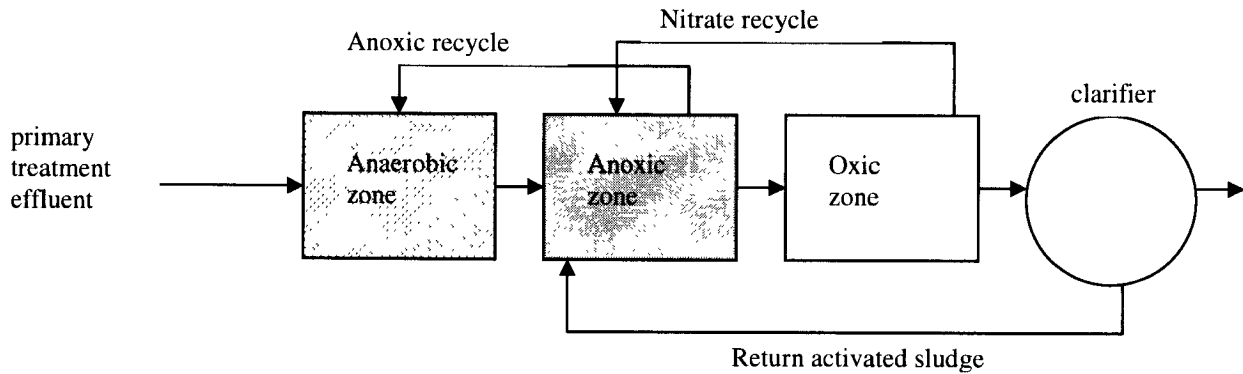 Nitrate recycle
Anoxic recycle
clarifier
primary
treatment
effluent
Anaerobic
zone
Anoxic
zone
Oxic
zone
Return activated sludge